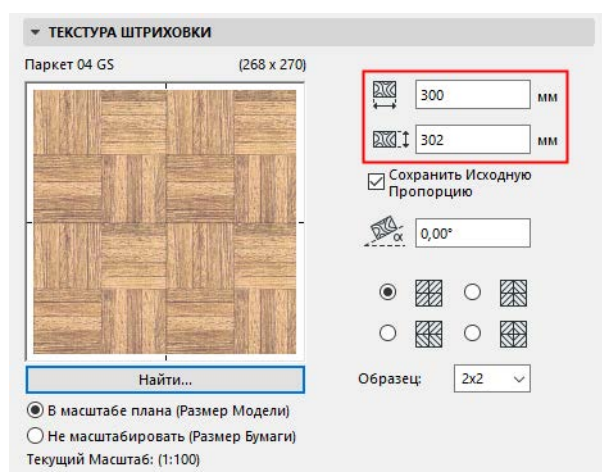 ТЕКСТУРА ШТРИХОВКИ
Паркет 04 GS (268 x 270)
300 мм
302 мм
Сохранить Исходную
Пропорцию
α 0,00°
Найти...
Образец: 2x2
В масштабе плана (Размер Модели)
Не масштабировать (Размер Бумаги)
Текущий Масштаб: (1:100)